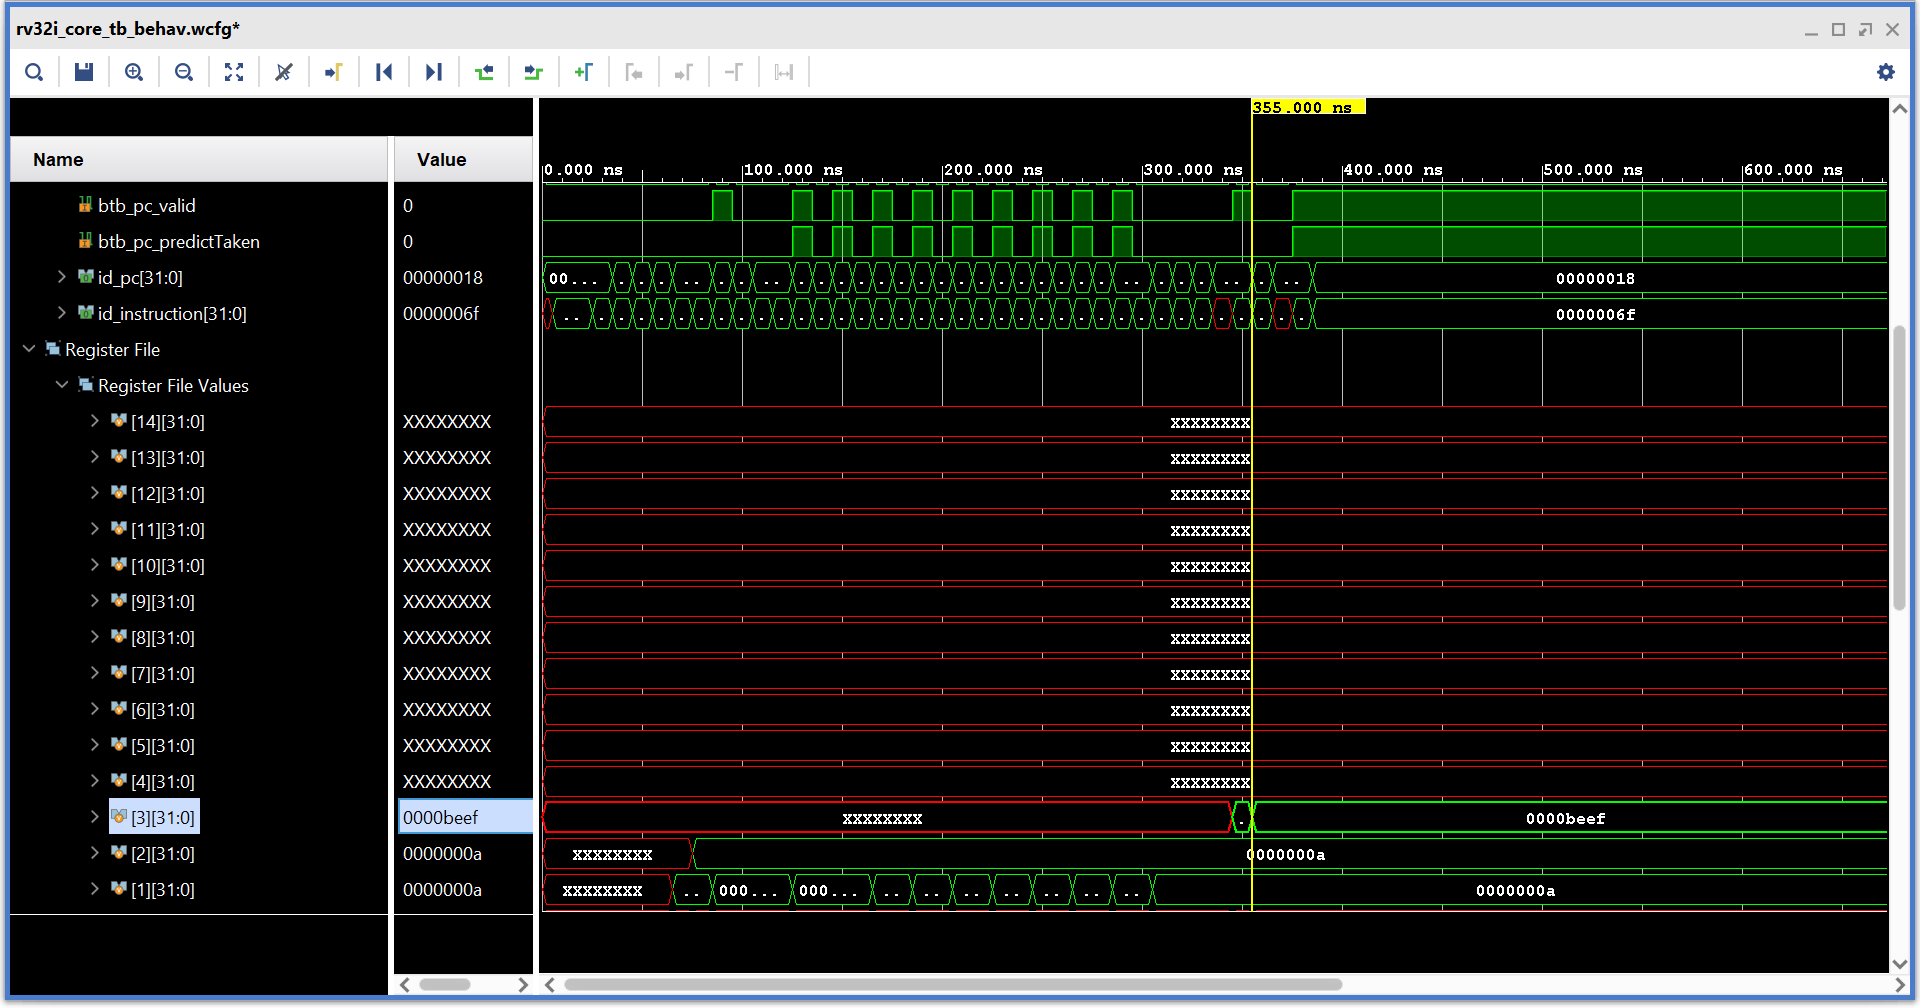 rv32i_core_tb_behav.wcfg*
355.000 ns
Name Value 0.000 ns 100.000 ns 200.000 ns 300.000 ns 400.000 ns 500.000 ns 600.000 ns
btb_pc_valid 0
btb_pc_predictTaken 0
id_pc[31:0] 00000018 00... . . . .. . . .. . . . . . . . . . . . . . . . . .. . . . .. . .. 00000018
id_instruction[31:0] 0000006f .. . . . . . . . . . . . . . . . . . . . . . . . . . . . . . . . . . . . . . 0000006f
Register File
Register File Values
[14][31:0] XXXXXXXX XXXXXXXX
[13][31:0] XXXXXXXX XXXXXXXX
[12][31:0] XXXXXXXX XXXXXXXX
[11][31:0] XXXXXXXX XXXXXXXX
[10][31:0] XXXXXXXX XXXXXXXX
[9][31:0] XXXXXXXX XXXXXXXX
[8][31:0] XXXXXXXX XXXXXXXX
[7][31:0] XXXXXXXX XXXXXXXX
[6][31:0] XXXXXXXX XXXXXXXX
[5][31:0] XXXXXXXX XXXXXXXX
[4][31:0] XXXXXXXX XXXXXXXX
[3][31:0] 0000beef XXXXXXXX . 0000beef
[2][31:0] 0000000a XXXXXXXX 0000000a
[1][31:0] 0000000a XXXXXXXX .. 000... 000... .. .. .. .. .. .. .. 0000000a